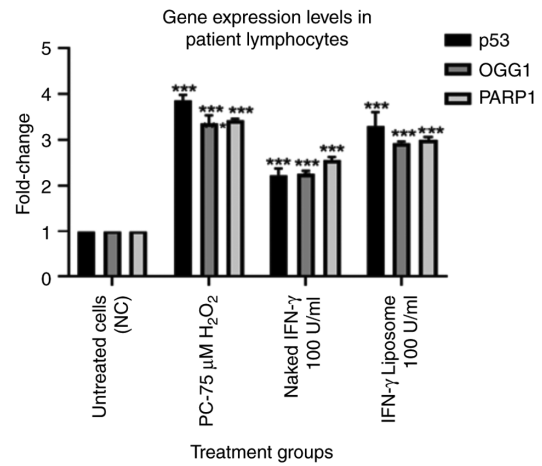 Gene expression levels in
patient lymphocytes
p53
OGG1
PARP1
Fold-change
5
4
3
2
1
0
*** *** ***
*** *** ***
*** *** ***
Untreated cells
(NC)
PC-75 µM H₂O₂
Naked IFN-γ
100 U/ml
IFN-γ Liposome
100 U/ml
Treatment groups